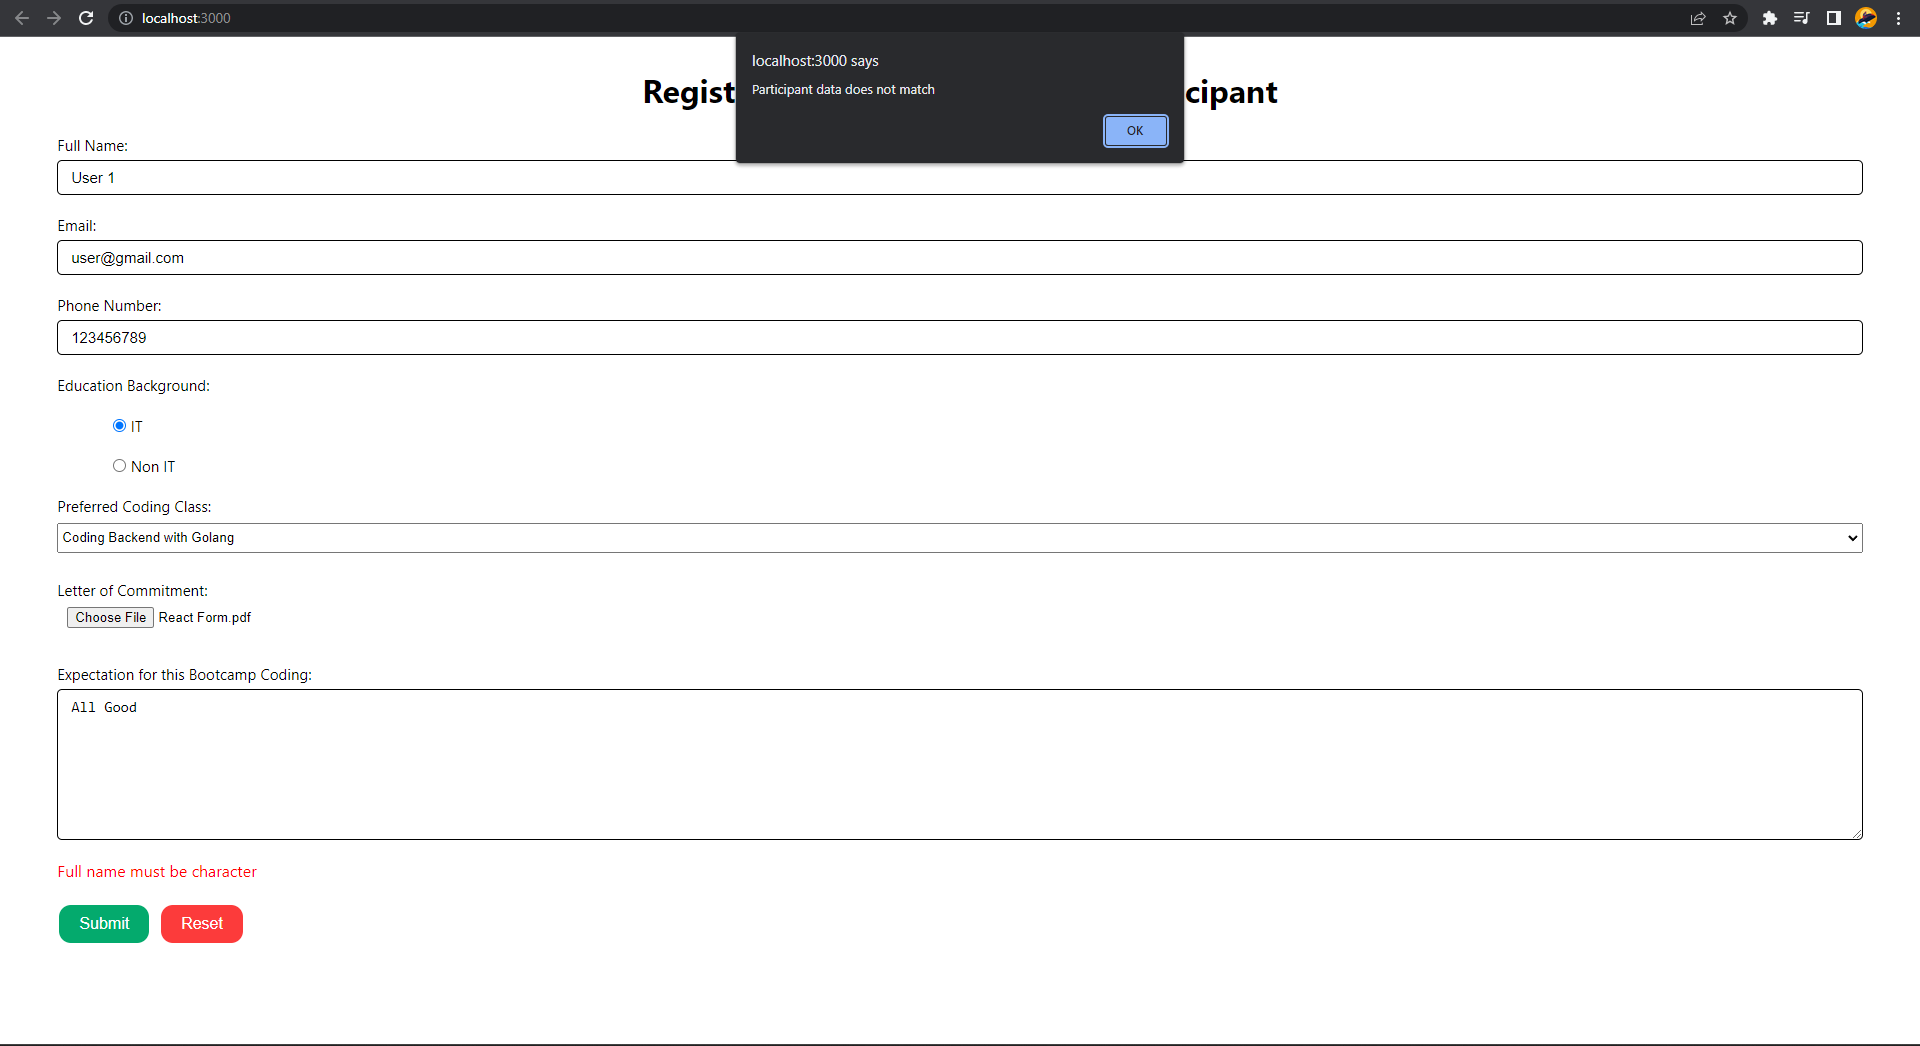 localhost:3000
localhost:3000 says
Participant data does not match
OK
Regist cipant
Full Name:
User 1
Email:
user@gmail.com
Phone Number:
123456789
Education Background:
IT
Non IT
Preferred Coding Class:
Coding Backend with Golang
Letter of Commitment:
Choose File React Form.pdf
Expectation for this Bootcamp Coding:
All Good
Full name must be character
Submit Reset